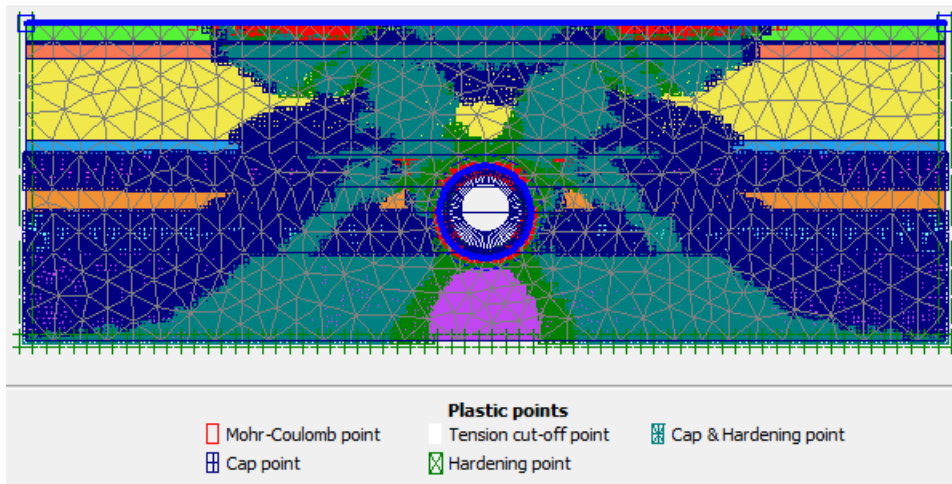 Plastic points
Mohr-Coulomb point Tension cut-off point Cap & Hardening point
Cap point Hardening point